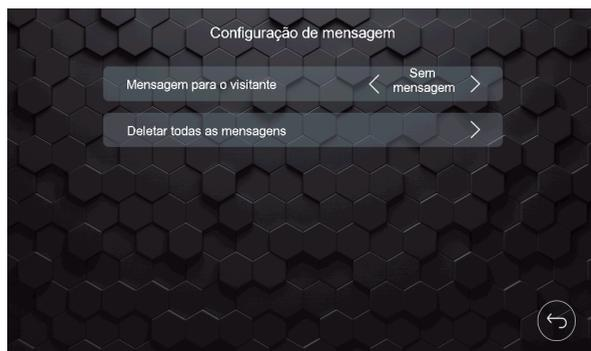 Configuração de mensagem
Mensagem para o visitante
Sem
mensagem
Deletar todas as mensagens